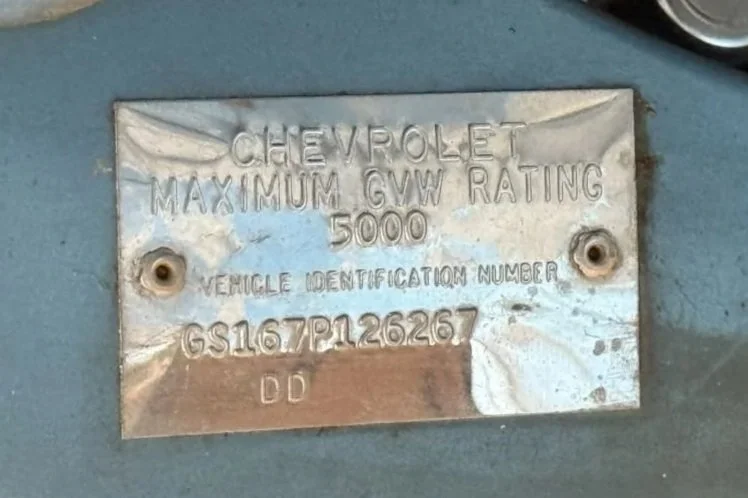 CHEVROLET
MAXIMUM GVW RATING
5000
VEHICLE IDENTIFICATION NUMBER
GS167P126267
DD